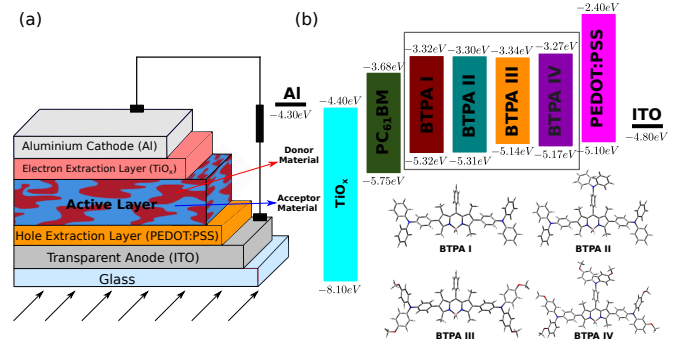 (a)
Aluminium Cathode (Al)
Electron Extraction Layer (TiOₓ)
Active Layer
Hole Extraction Layer (PEDOT:PSS)
Transparent Anode (ITO)
Glass
Donor
Material
Acceptor
Material
(b)
Al
−4.30eV
−4.40eV
TiOₓ
−8.10eV
−3.68eV
PC₆₁BM
−5.75eV
−3.32eV
BTPA I
−5.32eV
−3.30eV
BTPA II
−5.31eV
−3.34eV
BTPA III
−5.14eV
−3.27eV
BTPA IV
−5.17eV
−2.40eV
PEDOT:PSS
−5.10eV
ITO
−4.80eV
BTPA I
BTPA II
BTPA III
BTPA IV